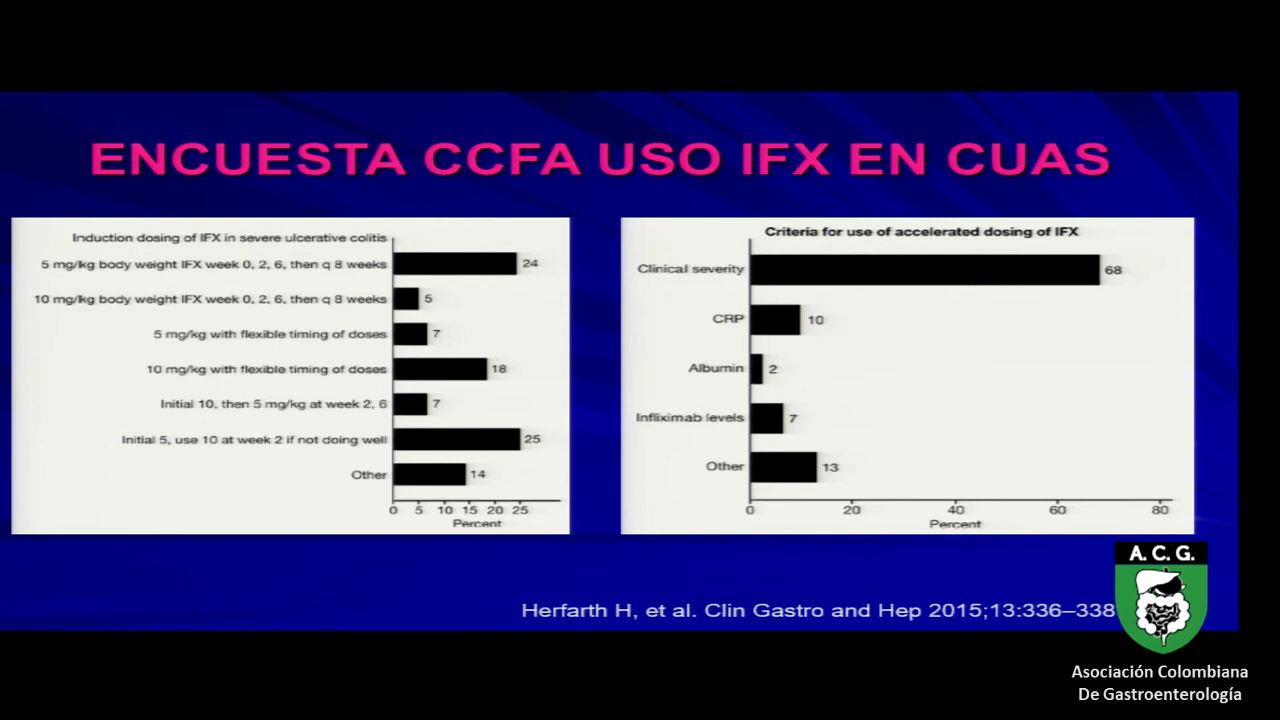 ENCUESTA CCFA USO IFX EN CUAS
Induction dosing of IFX in severe ulcerative colitis
5 mg/kg body weight IFX week 0, 2, 6, then q 8 weeks 24
10 mg/kg body weight IFX week 0, 2, 6, then q 8 weeks 5
5 mg/kg with flexible timing of doses 7
10 mg/kg with flexible timing of doses 18
Initial 10, then 5 mg/kg at week 2, 6 7
Initial 5, use 10 at week 2 if not doing well 25
Other 14
0 5 10 15 20 25
Percent
Criteria for use of accelerated dosing of IFX
Clinical severity 68
CRP 10
Albumin 2
Infliximab levels 7
Other 13
0 20 40 60 80
Percent
Herfarth H, et al. Clin Gastro and Hep 2015;13:336–338
A. C. G.
Asociación Colombiana
De Gastroenterología